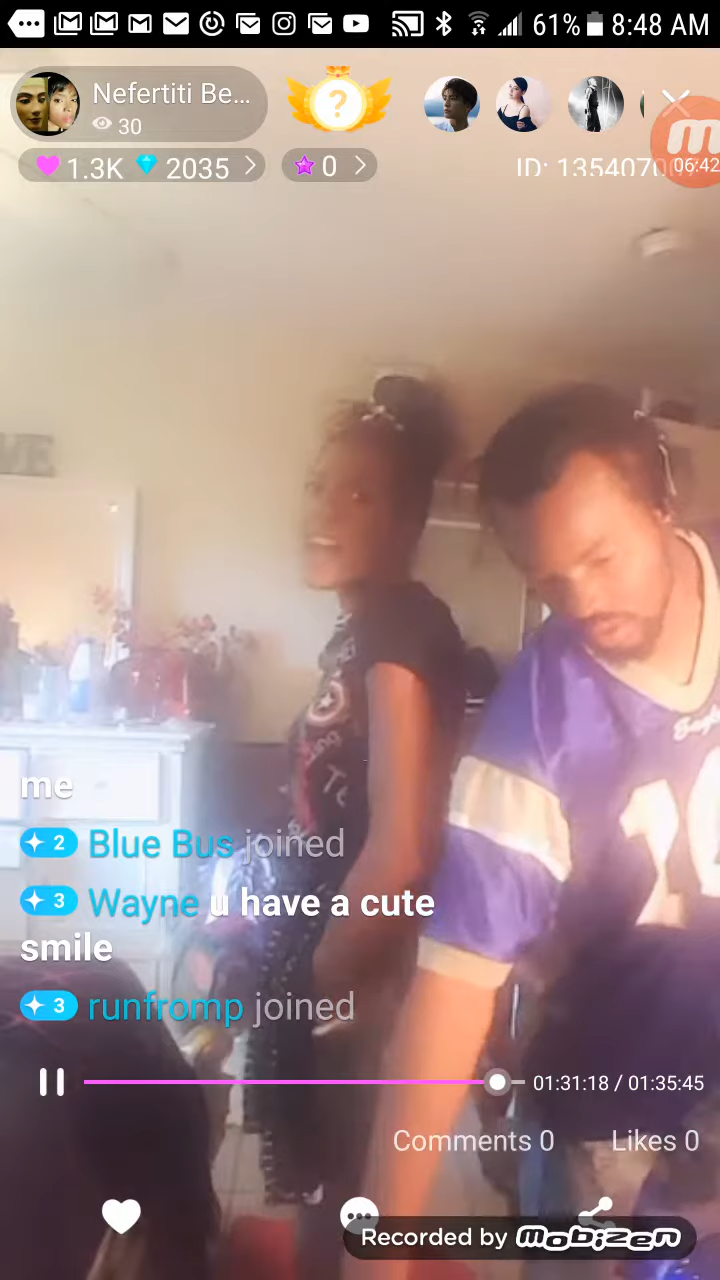 61% 8:48 AM
Nefertiti Be...
30
1.3K 2035 0
ID: 135407
06:42
me
2 Blue Bus joined
3 Wayne u have a cute
smile
3 runfromp joined
01:31:18 / 01:35:45
Comments 0 Likes 0
Recorded by Mobizen